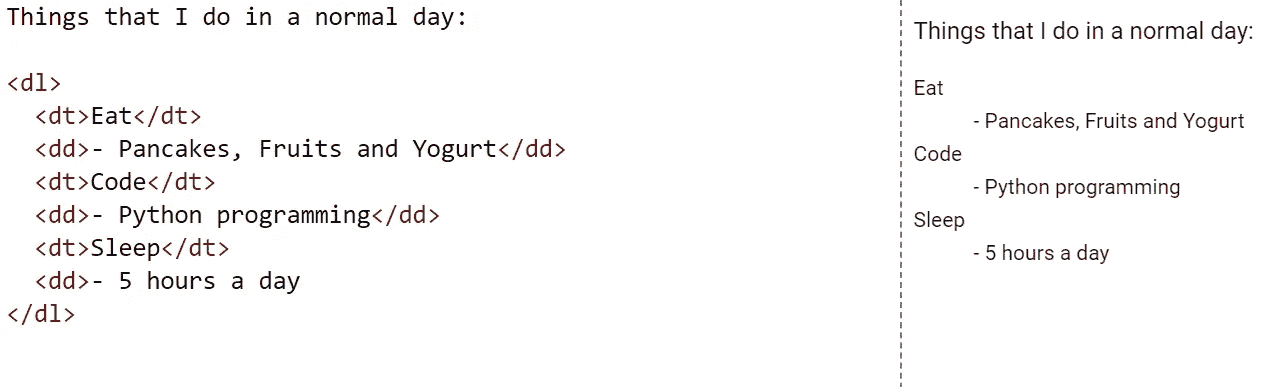 Things that I do in a normal day:
<dl>
<dt>Eat</dt>
<dd>- Pancakes, Fruits and Yogurt</dd>
<dt>Code</dt>
<dd>- Python programming</dd>
<dt>Sleep</dt>
<dd>- 5 hours a day
</dl>
Things that I do in a normal day:
Eat
- Pancakes, Fruits and Yogurt
Code
- Python programming
Sleep
- 5 hours a day